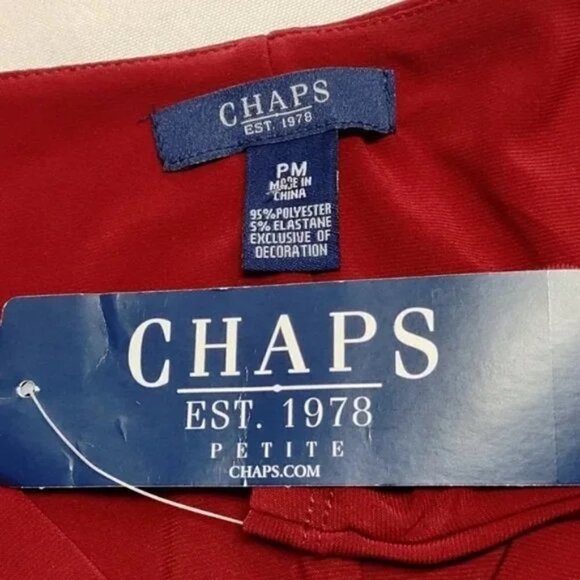 CHAPS
EST. 1978
PM
MADE IN
CHINA
95%POLYESTER
5% ELASTANE
EXCLUSIVE OF
DECORATION
CHAPS
EST. 1978
PETITE
CHAPS.COM